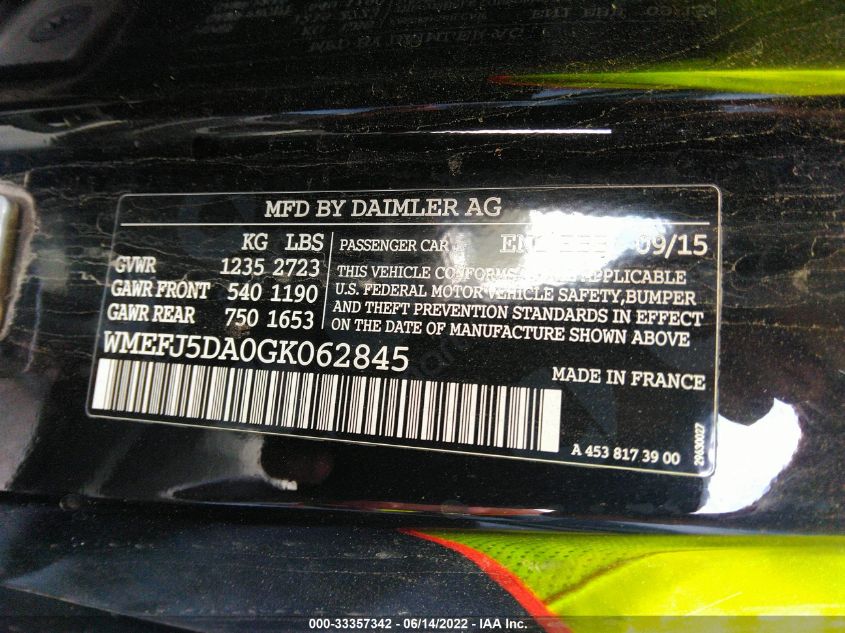 MFD BY DAIMLER AG
KG LBS
GVWR 1235 2723
GAWR FRONT 540 1190
GAWR REAR 750 1653
PASSENGER CAR 09/15
THIS VEHICLE CONFORMS APPLICABLE
U.S. FEDERAL MOTOR VEHICLE SAFETY, BUMPER
AND THEFT PREVENTION STANDARDS IN EFFECT
ON THE DATE OF MANUFACTURE SHOWN ABOVE
WMEFJ5DA0GK062845
MADE IN FRANCE
A 453 817 39 00
29630027
000-33357342 - 06/14/2022 - IAA Inc.